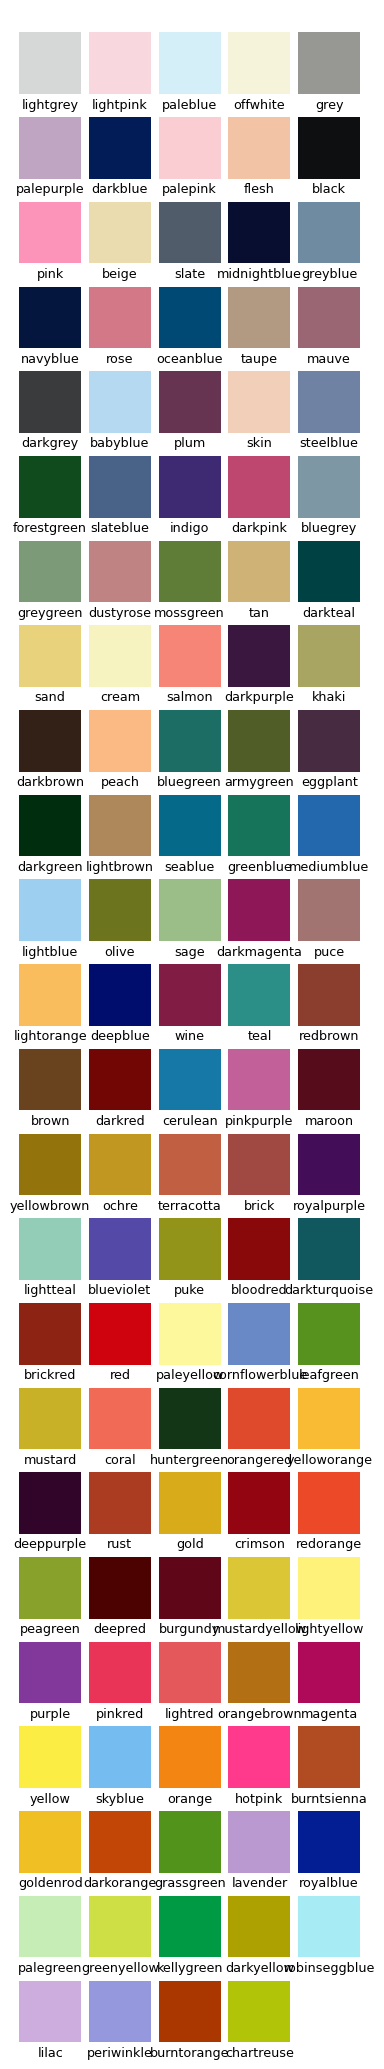 lightgrey lightpink paleblue offwhite grey
palepurple darkblue palepink flesh black
pink beige slate midnightblue greyblue
navyblue rose oceanblue taupe mauve
darkgrey babyblue plum skin steelblue
forestgreen slateblue indigo darkpink bluegrey
greygreen dustyrose mossgreen tan darkteal
sand cream salmon darkpurple khaki
darkbrown peach bluegreen armygreen eggplant
darkgreen lightbrown seablue greenblue mediumblue
lightblue olive sage darkmagenta puce
lightorange deepblue wine teal redbrown
brown darkred cerulean pinkpurple maroon
yellowbrown ochre terracotta brick royalpurple
lightteal blueviolet puke bloodred darkturquoise
brickred red paleyellow cornflowerblue leafgreen
mustard coral huntergreen orangered yelloworange
deeppurple rust gold crimson redorange
peagreen deepred burgundy mustardyellow lightyellow
purple pinkred lightred orangebrown magenta
yellow skyblue orange hotpink burntsienna
goldenrod darkorange grassgreen lavender royalblue
palegreen greenyellow kellygreen darkyellow robinseggblue
lilac periwinkle burntorange chartreuse